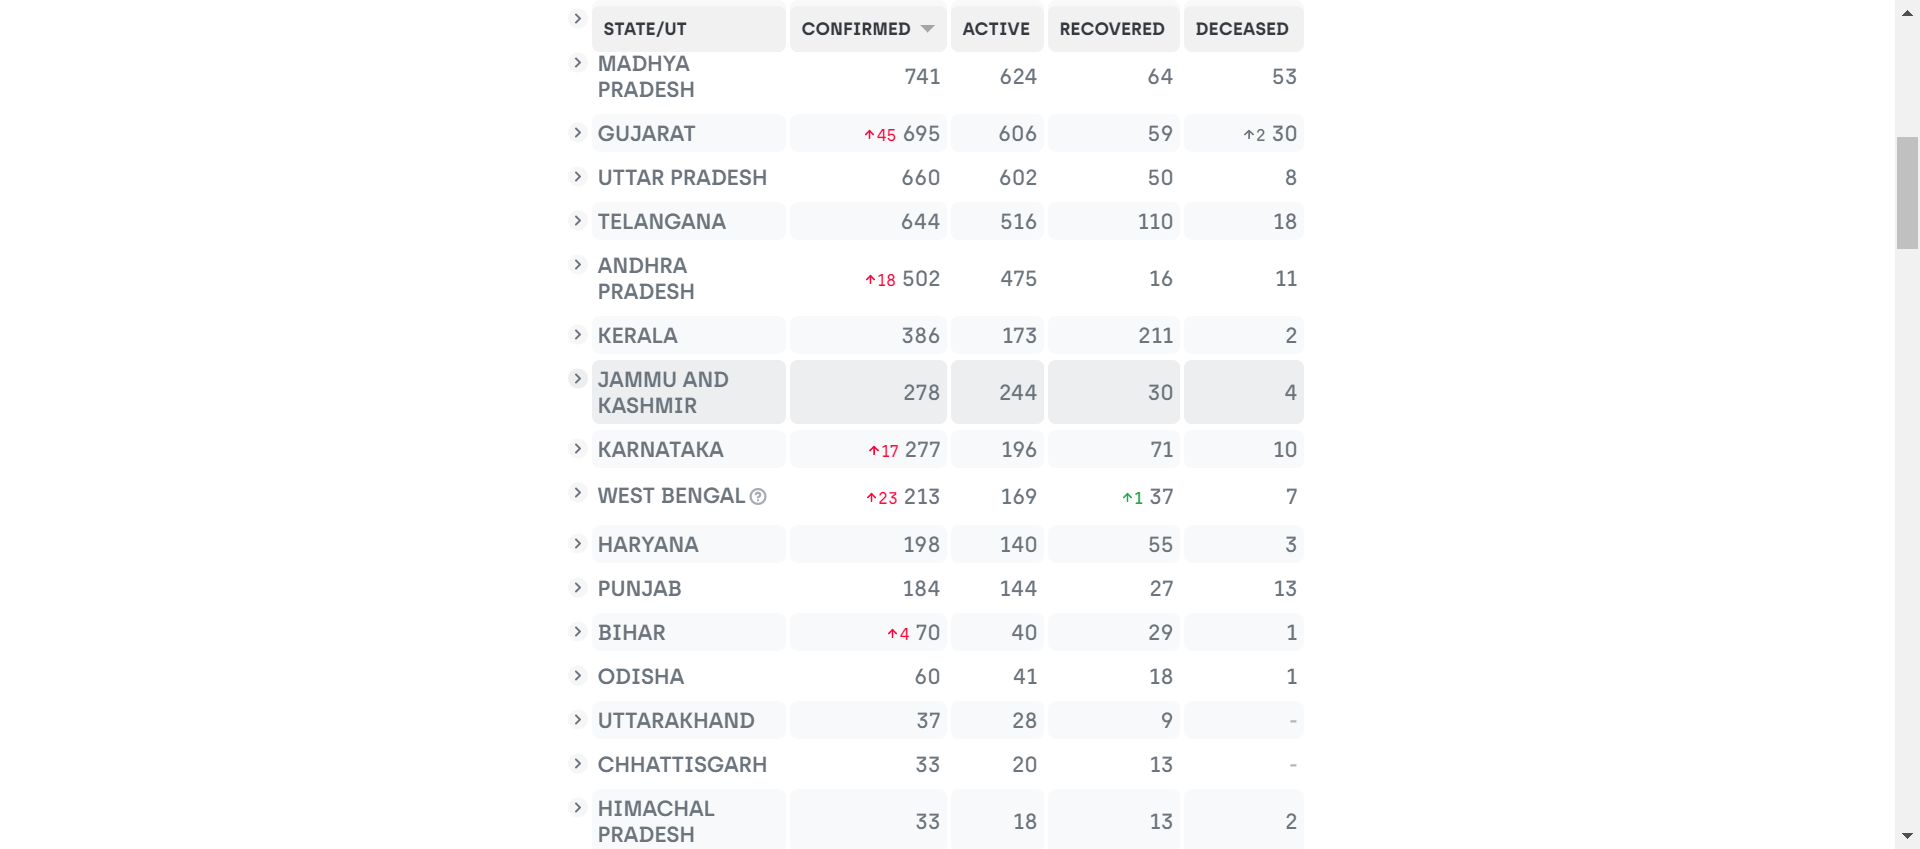 STATE/UT CONFIRMED ACTIVE RECOVERED DECEASED
MADHYA
PRADESH 741 624 64 53
GUJARAT ↑45 695 606 59 ↑2 30
UTTAR PRADESH 660 602 50 8
TELANGANA 644 516 110 18
ANDHRA
PRADESH ↑18 502 475 16 11
KERALA 386 173 211 2
JAMMU AND
KASHMIR 278 244 30 4
KARNATAKA ↑17 277 196 71 10
WEST BENGAL ? ↑23 213 169 ↑1 37 7
HARYANA 198 140 55 3
PUNJAB 184 144 27 13
BIHAR ↑4 70 40 29 1
ODISHA 60 41 18 1
UTTARAKHAND 37 28 9 -
CHHATTISGARH 33 20 13 -
HIMACHAL
PRADESH 33 18 13 2